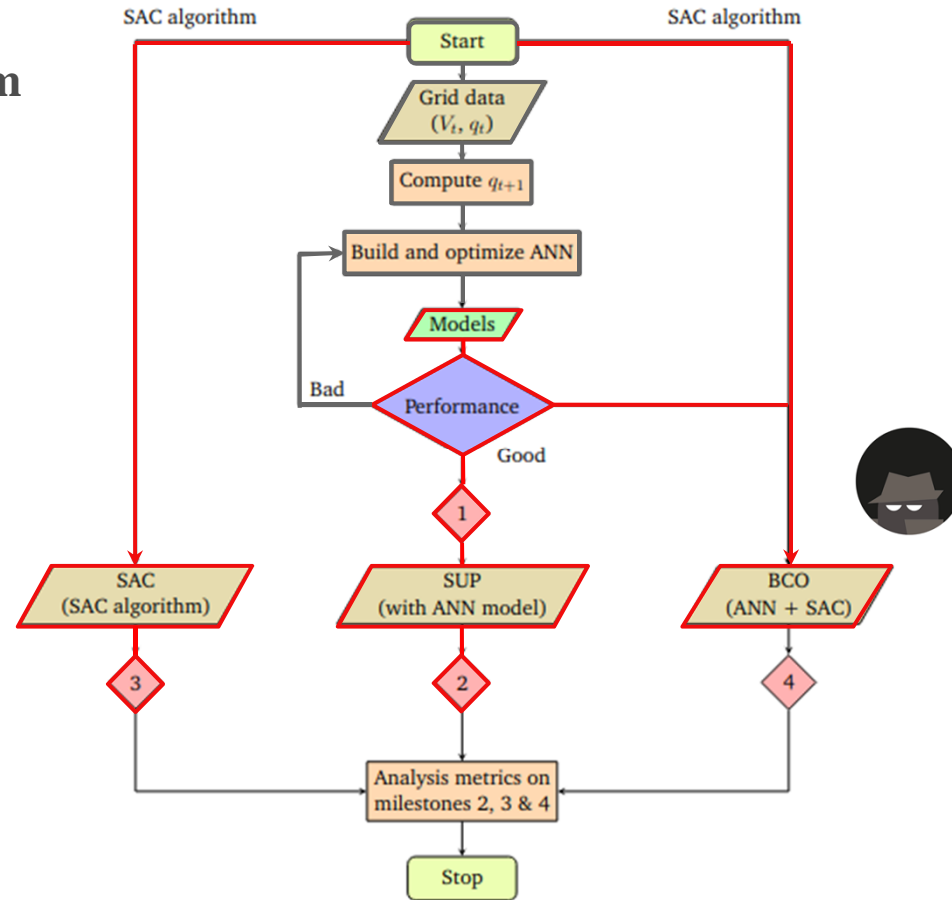 SAC algorithm
SAC algorithm
Start
m
Grid data
(Vₜ, qₜ)
Compute qₜ₊₁
Build and optimize ANN
Models
Bad
Performance
Good
1
SAC
(SAC algorithm)
SUP
(with ANN model)
BCO
(ANN + SAC)
3
2
4
Analysis metrics on
milestones 2, 3 & 4
Stop